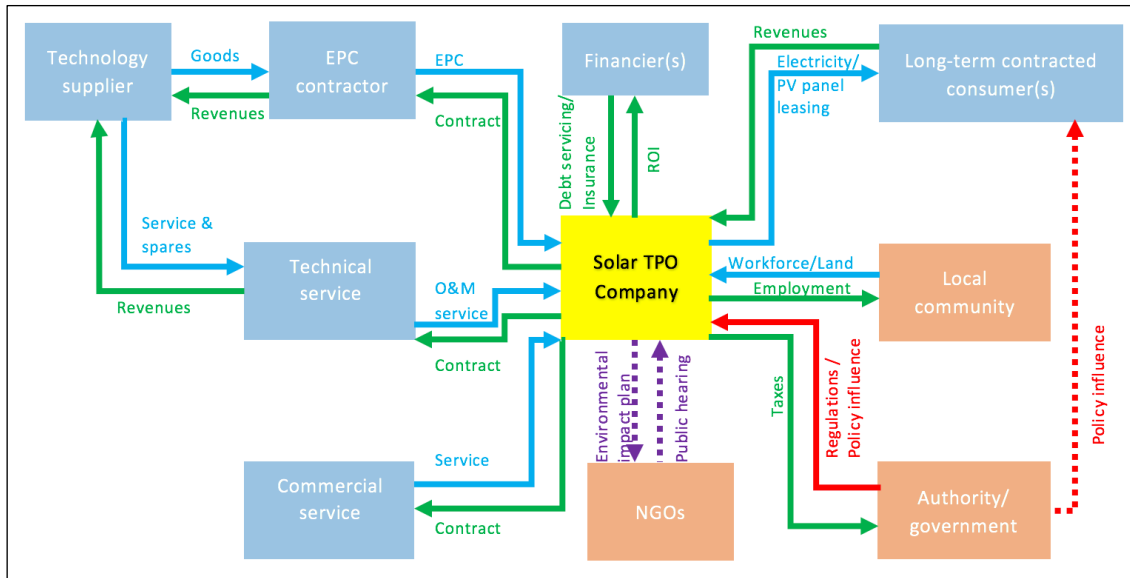 Technology
supplier
Goods
Revenues
EPC
contractor
EPC
Contract
Financier(s)
Debt servicing/
Insurance
ROI
Revenues
Electricity/
PV panel
leasing
Long-term contracted
consumer(s)
Service &
spares
Revenues
Technical
service
O&M
service
Contract
Solar TPO
Company
Workforce/Land
Employment
Local
community
Policy influence
Environmental
impact plan
Public hearing
Taxes
Regulations /
Policy influence
Commercial
service
Service
Contract
NGOs
Authority/
government